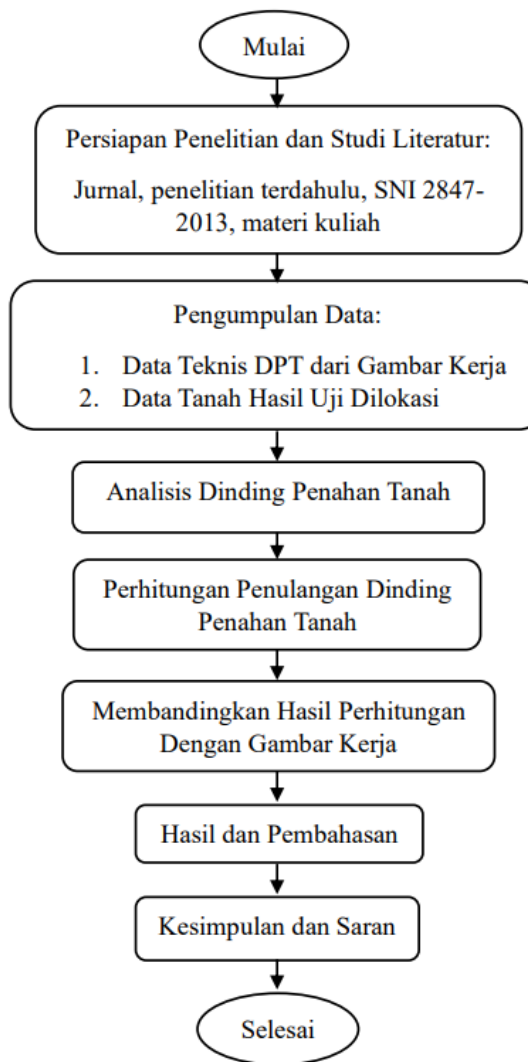 Mulai
Persiapan Penelitian dan Studi Literatur:
Jurnal, penelitian terdahulu, SNI 2847-
2013, materi kuliah
Pengumpulan Data:
1. Data Teknis DPT dari Gambar Kerja
2. Data Tanah Hasil Uji Dilokasi
Analisis Dinding Penahan Tanah
Perhitungan Penulangan Dinding
Penahan Tanah
Membandingkan Hasil Perhitungan
Dengan Gambar Kerja
Hasil dan Pembahasan
Kesimpulan dan Saran
Selesai